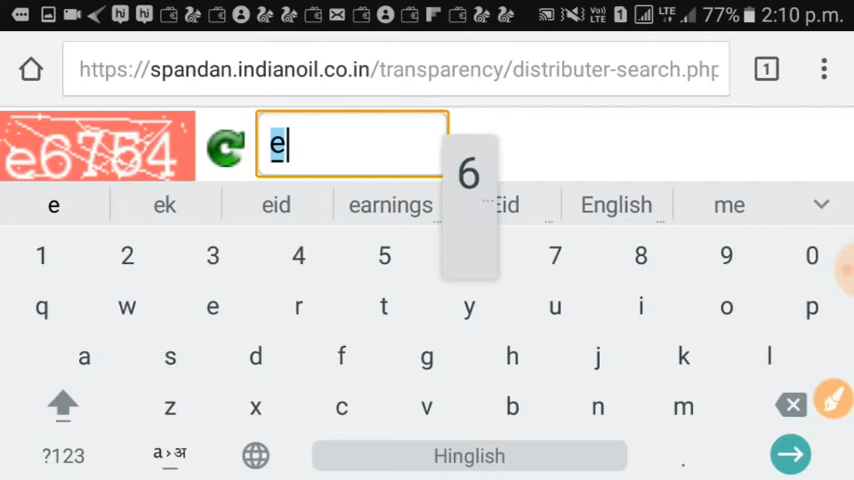 77% 2:10 p.m.
https://spandan.indianoil.co.in/transparency/distributer-search.php
1
e6754
e
6
e ek eid earnings Eid English me
1 2 3 4 5 7 8 9 0
q w e r t y u i o p
a s d f g h j k l
z x c v b n m
?123 a›अ Hinglish .